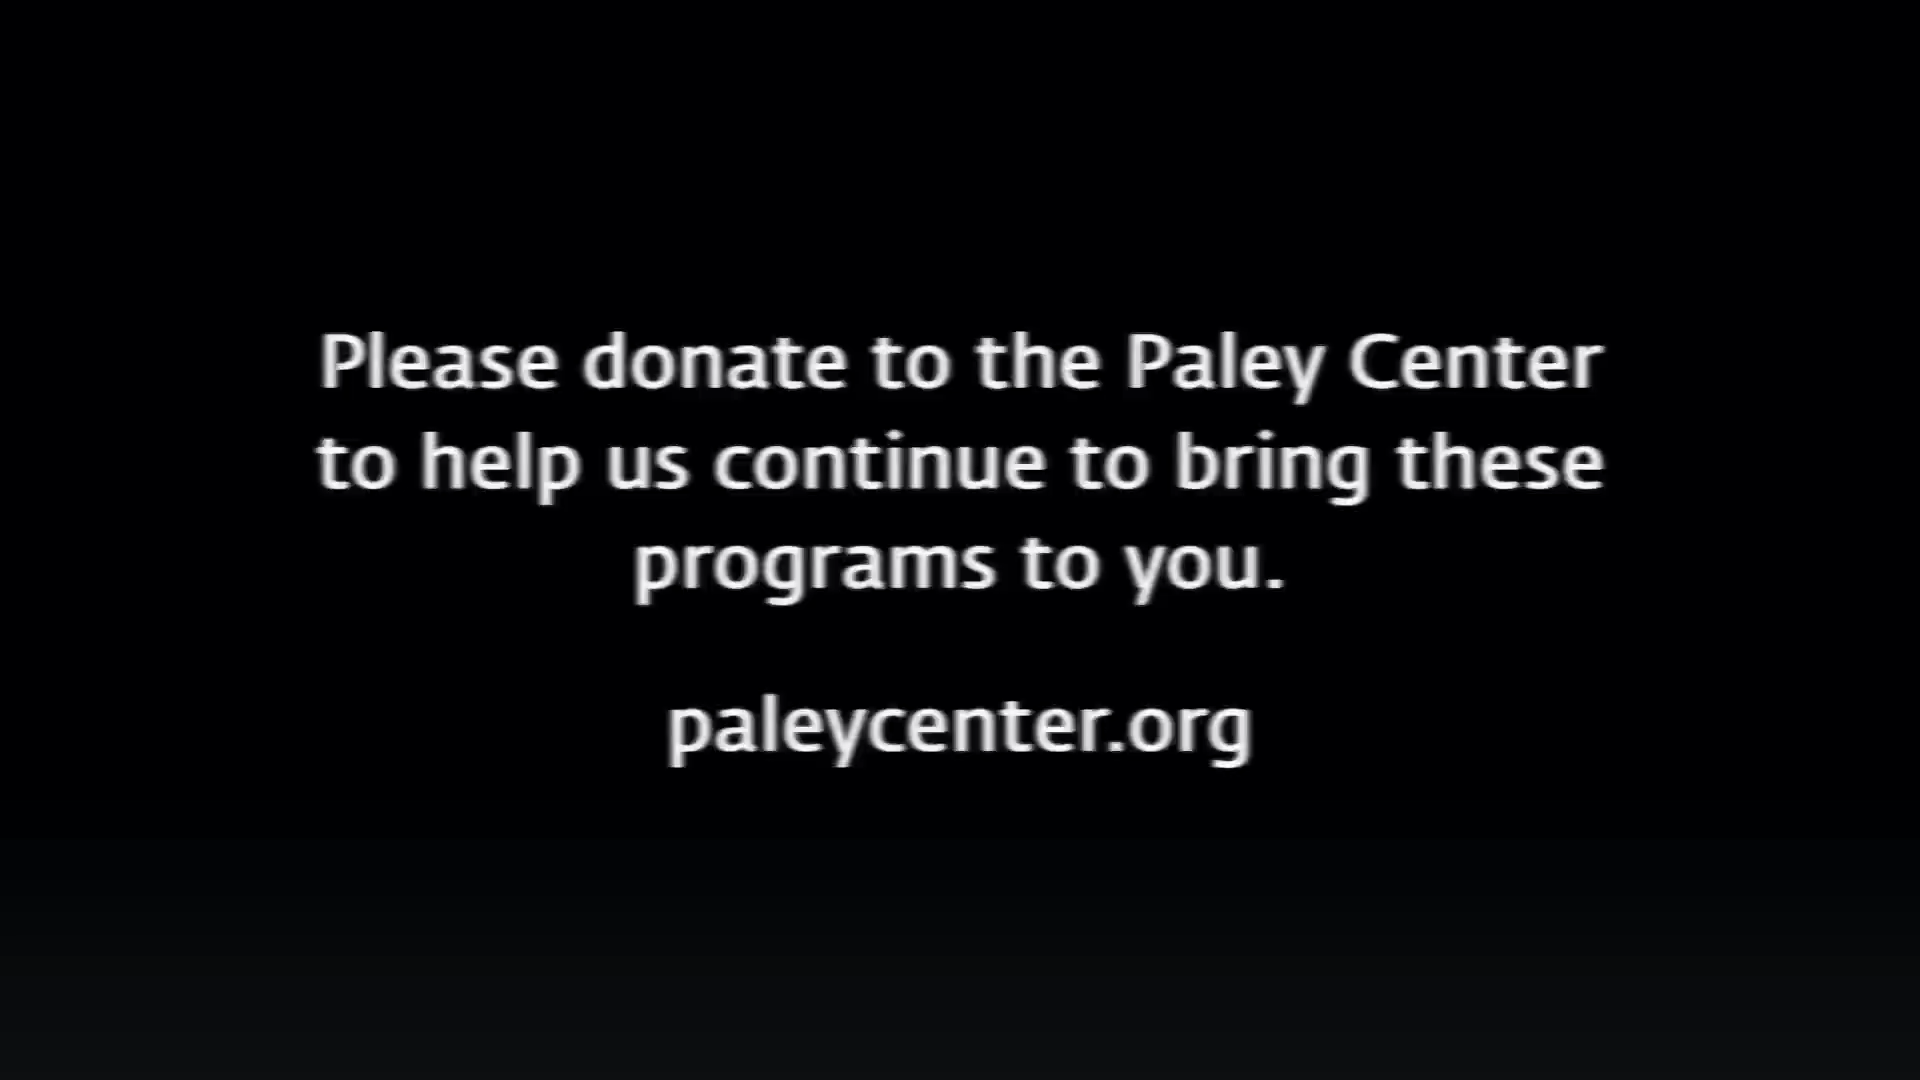 Please donate to the Paley Center
to help us continue to bring these
programs to you.
paleycenter.org